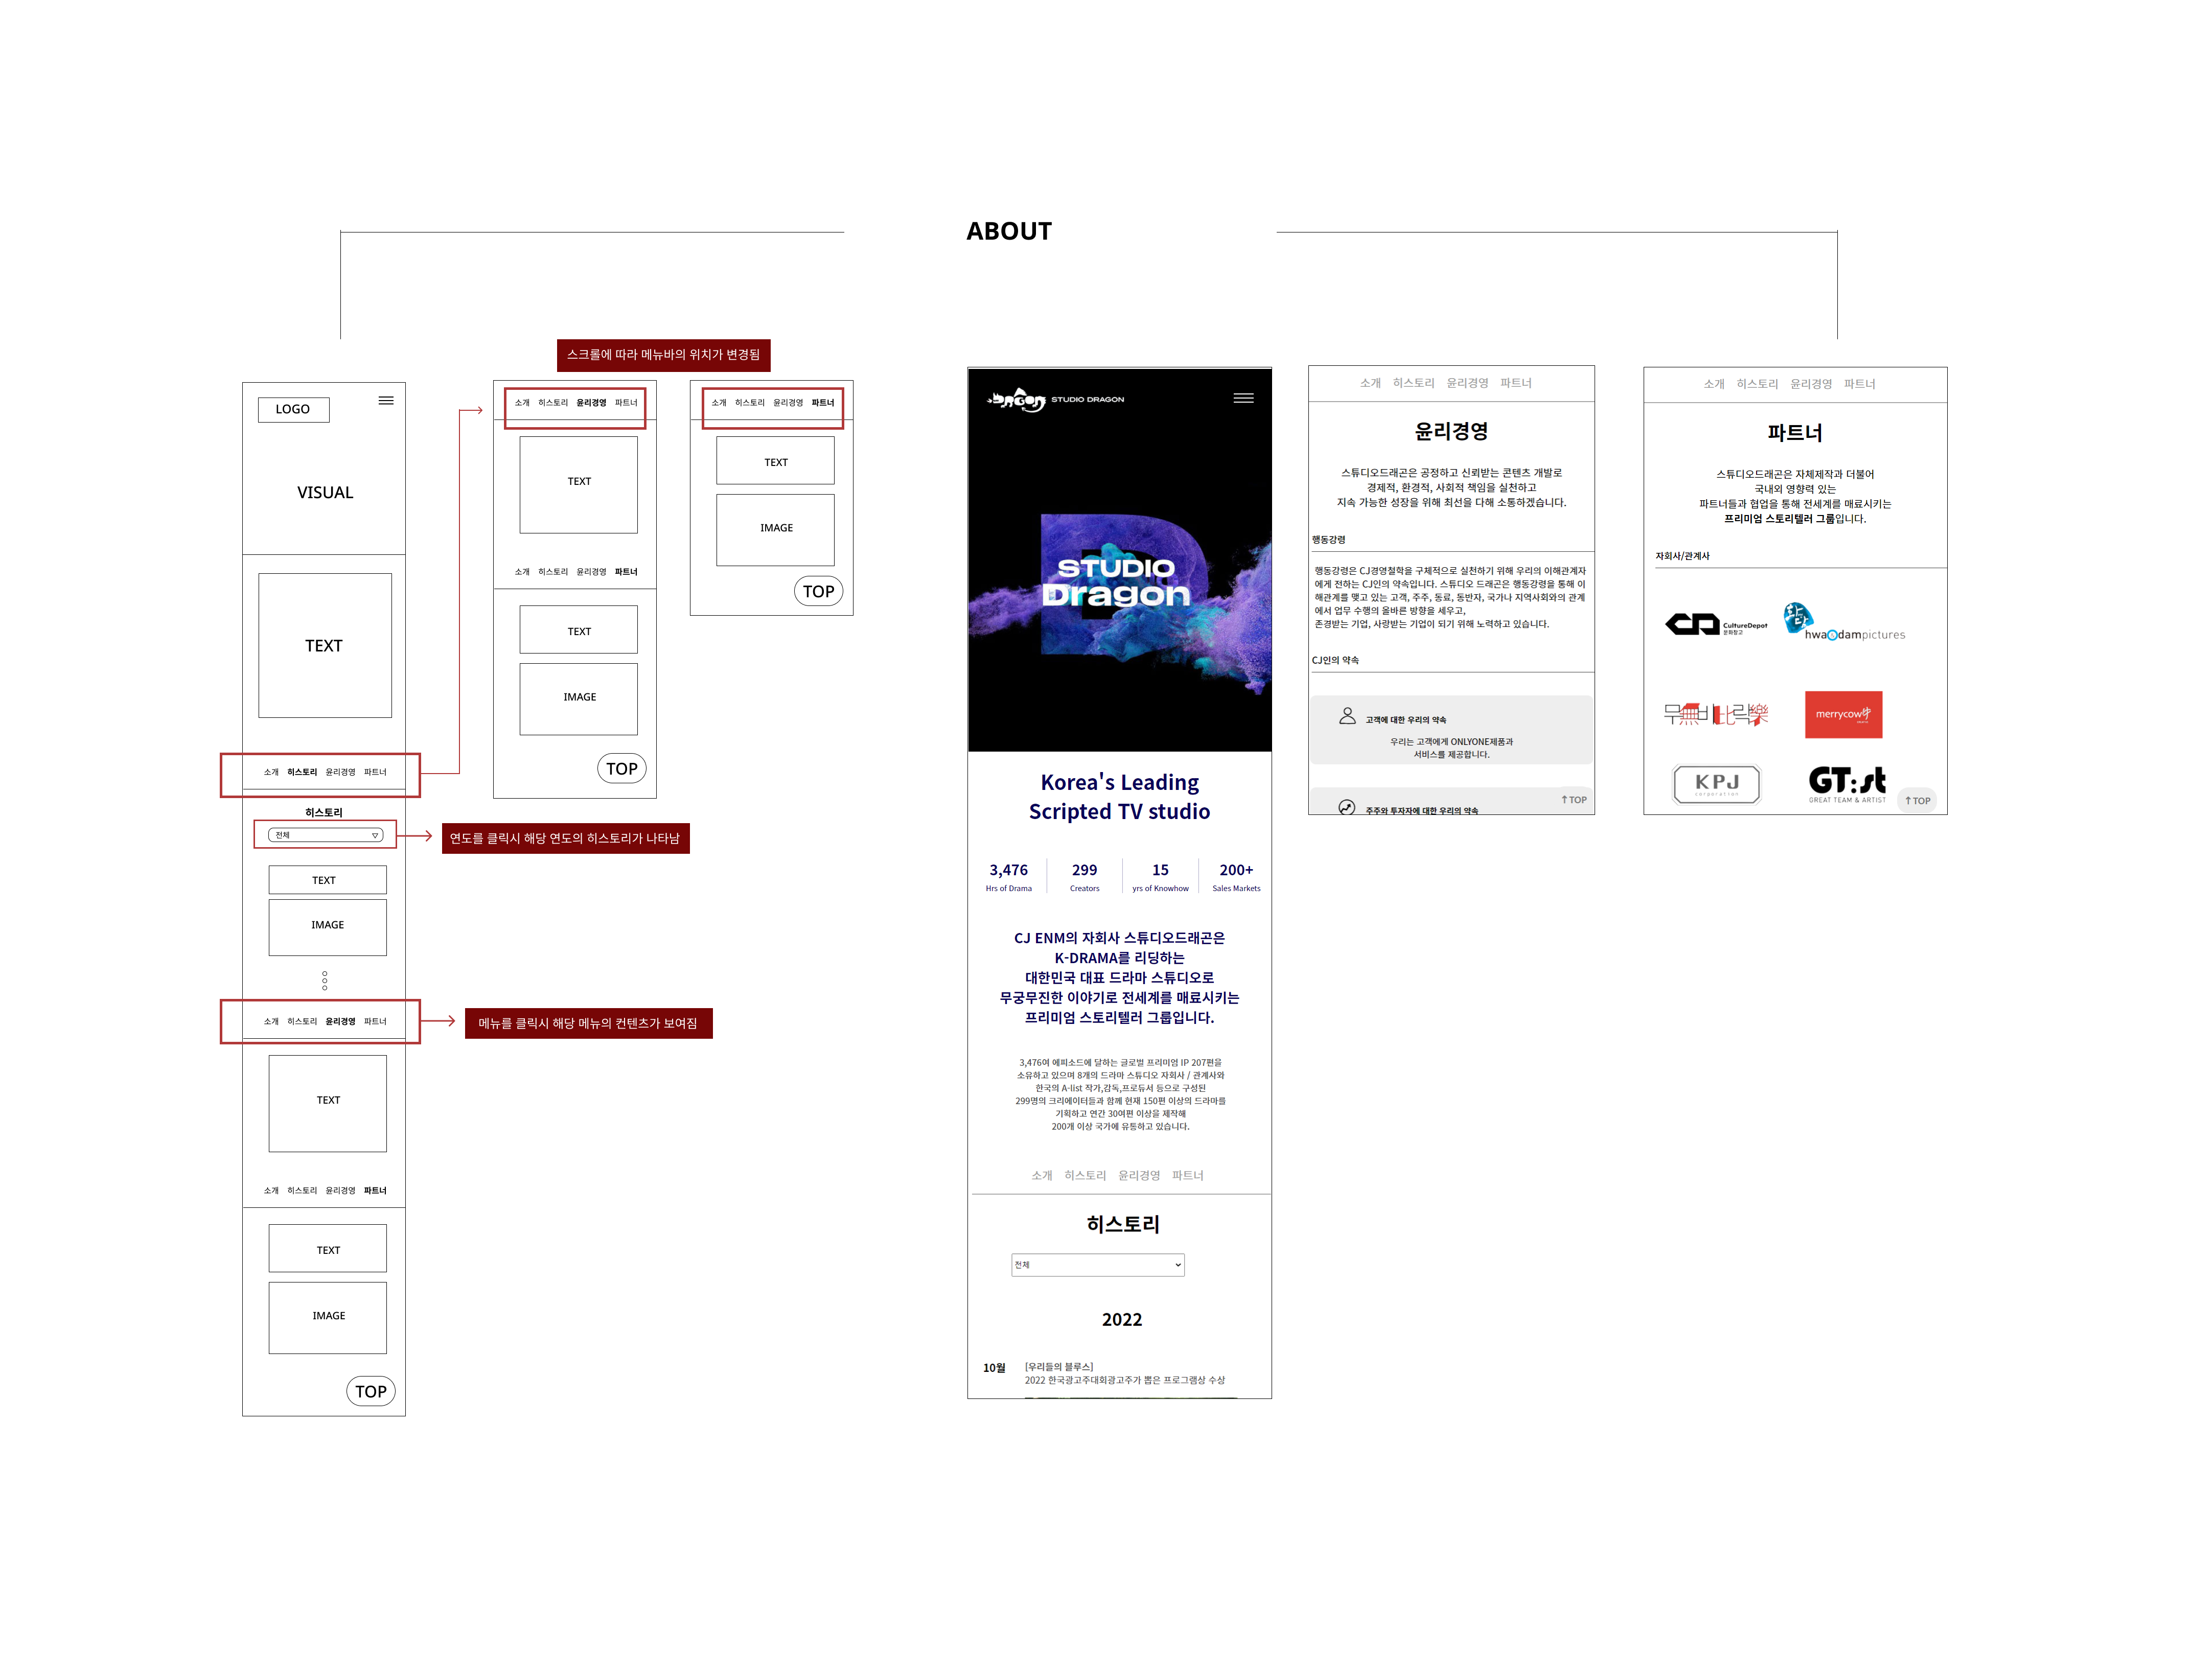 ABOUT
스크롤에 따라 메뉴바의 위치가 변경됨
LOGO
VISUAL
TEXT
소개 히스토리 윤리경영 파트너
히스토리
전체
TEXT
IMAGE
소개 히스토리 윤리경영 파트너
TEXT
소개 히스토리 윤리경영 파트너
TEXT
IMAGE
TOP
소개 히스토리 윤리경영 파트너
TEXT
소개 히스토리 윤리경영 파트너
TEXT
IMAGE
TOP
소개 히스토리 윤리경영 파트너
TEXT
IMAGE
TOP
연도를 클릭시 해당 연도의 히스토리가 나타남
메뉴를 클릭시 해당 메뉴의 컨텐츠가 보여짐
DRAGON STUDIO DRAGON
STUDIO
Dragon
Korea's Leading
Scripted TV studio
3,476 299 15 200+
Hrs of Drama Creators yrs of Knowhow Sales Markets
CJ ENM의 자회사 스튜디오드래곤은
K-DRAMA를 리딩하는
대한민국 대표 드라마 스튜디오로
무궁무진한 이야기로 전세계를 매료시키는
프리미엄 스토리텔러 그룹입니다.
3,476여 에피소드에 달하는 글로벌 프리미엄 IP 207편을
소유하고 있으며 8개의 드라마 스튜디오 자회사 / 관계사와
한국의 A-list 작가,감독,프로듀서 등으로 구성된
299명의 크리에이터들과 함께 현재 150편 이상의 드라마를
기획하고 연간 30여편 이상을 제작해
200개 이상 국가에 유통하고 있습니다.
소개 히스토리 윤리경영 파트너
히스토리
전체
2022
10월 [우리들의 블루스]
2022 한국광고주대회광고주가 뽑은 프로그램상 수상
소개 히스토리 윤리경영 파트너
윤리경영
스튜디오드래곤은 공정하고 신뢰받는 콘텐츠 개발로
경제적, 환경적, 사회적 책임을 실천하고
지속 가능한 성장을 위해 최선을 다해 소통하겠습니다.
행동강령
행동강령은 CJ경영철학을 구체적으로 실천하기 위해 우리의 이해관계자
에게 전하는 CJ인의 약속입니다. 스튜디오 드래곤은 행동강령을 통해 이
해관계를 맺고 있는 고객, 주주, 동료, 동반자, 국가나 지역사회와의 관계
에서 업무 수행의 올바른 방향을 세우고,
존경받는 기업, 사랑받는 기업이 되기 위해 노력하고 있습니다.
CJ인의 약속
고객에 대한 우리의 약속
우리는 고객에게 ONLYONE제품과
서비스를 제공합니다.
주주와 투자자에 대한 우리의 약속
↑TOP
소개 히스토리 윤리경영 파트너
파트너
스튜디오드래곤은 자체제작과 더불어
국내외 영향력 있는
파트너들과 협업을 통해 전세계를 매료시키는
프리미엄 스토리텔러 그룹입니다.
자회사/관계사
CultureDepot
문화창고
화담
hwa&dampictures
무無비比락樂
merrycow
KPJ
corporation
GT:st
GREAT TEAM & ARTIST
↑TOP